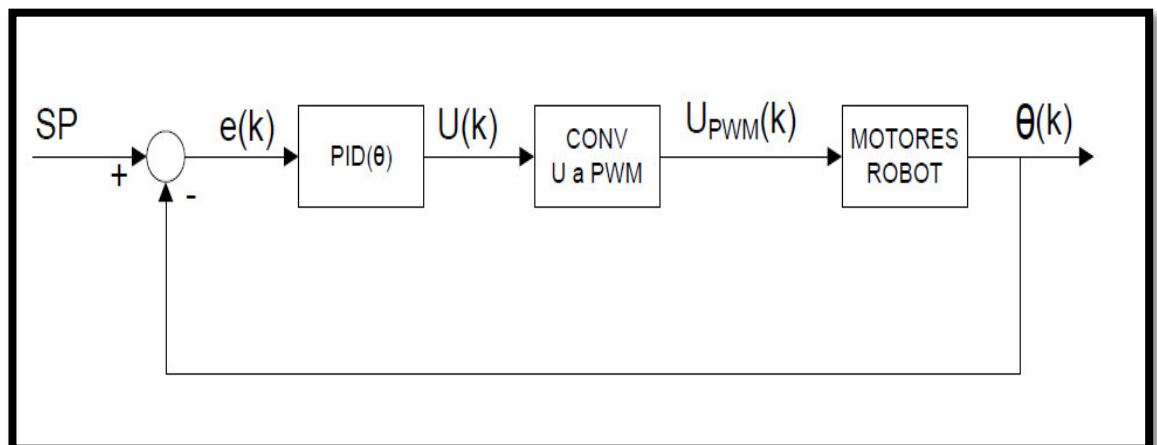 SP
+
-
e(k)
PID(θ)
U(k)
CONV
U a PWM
UPWM(k)
MOTORES
ROBOT
θ(k)